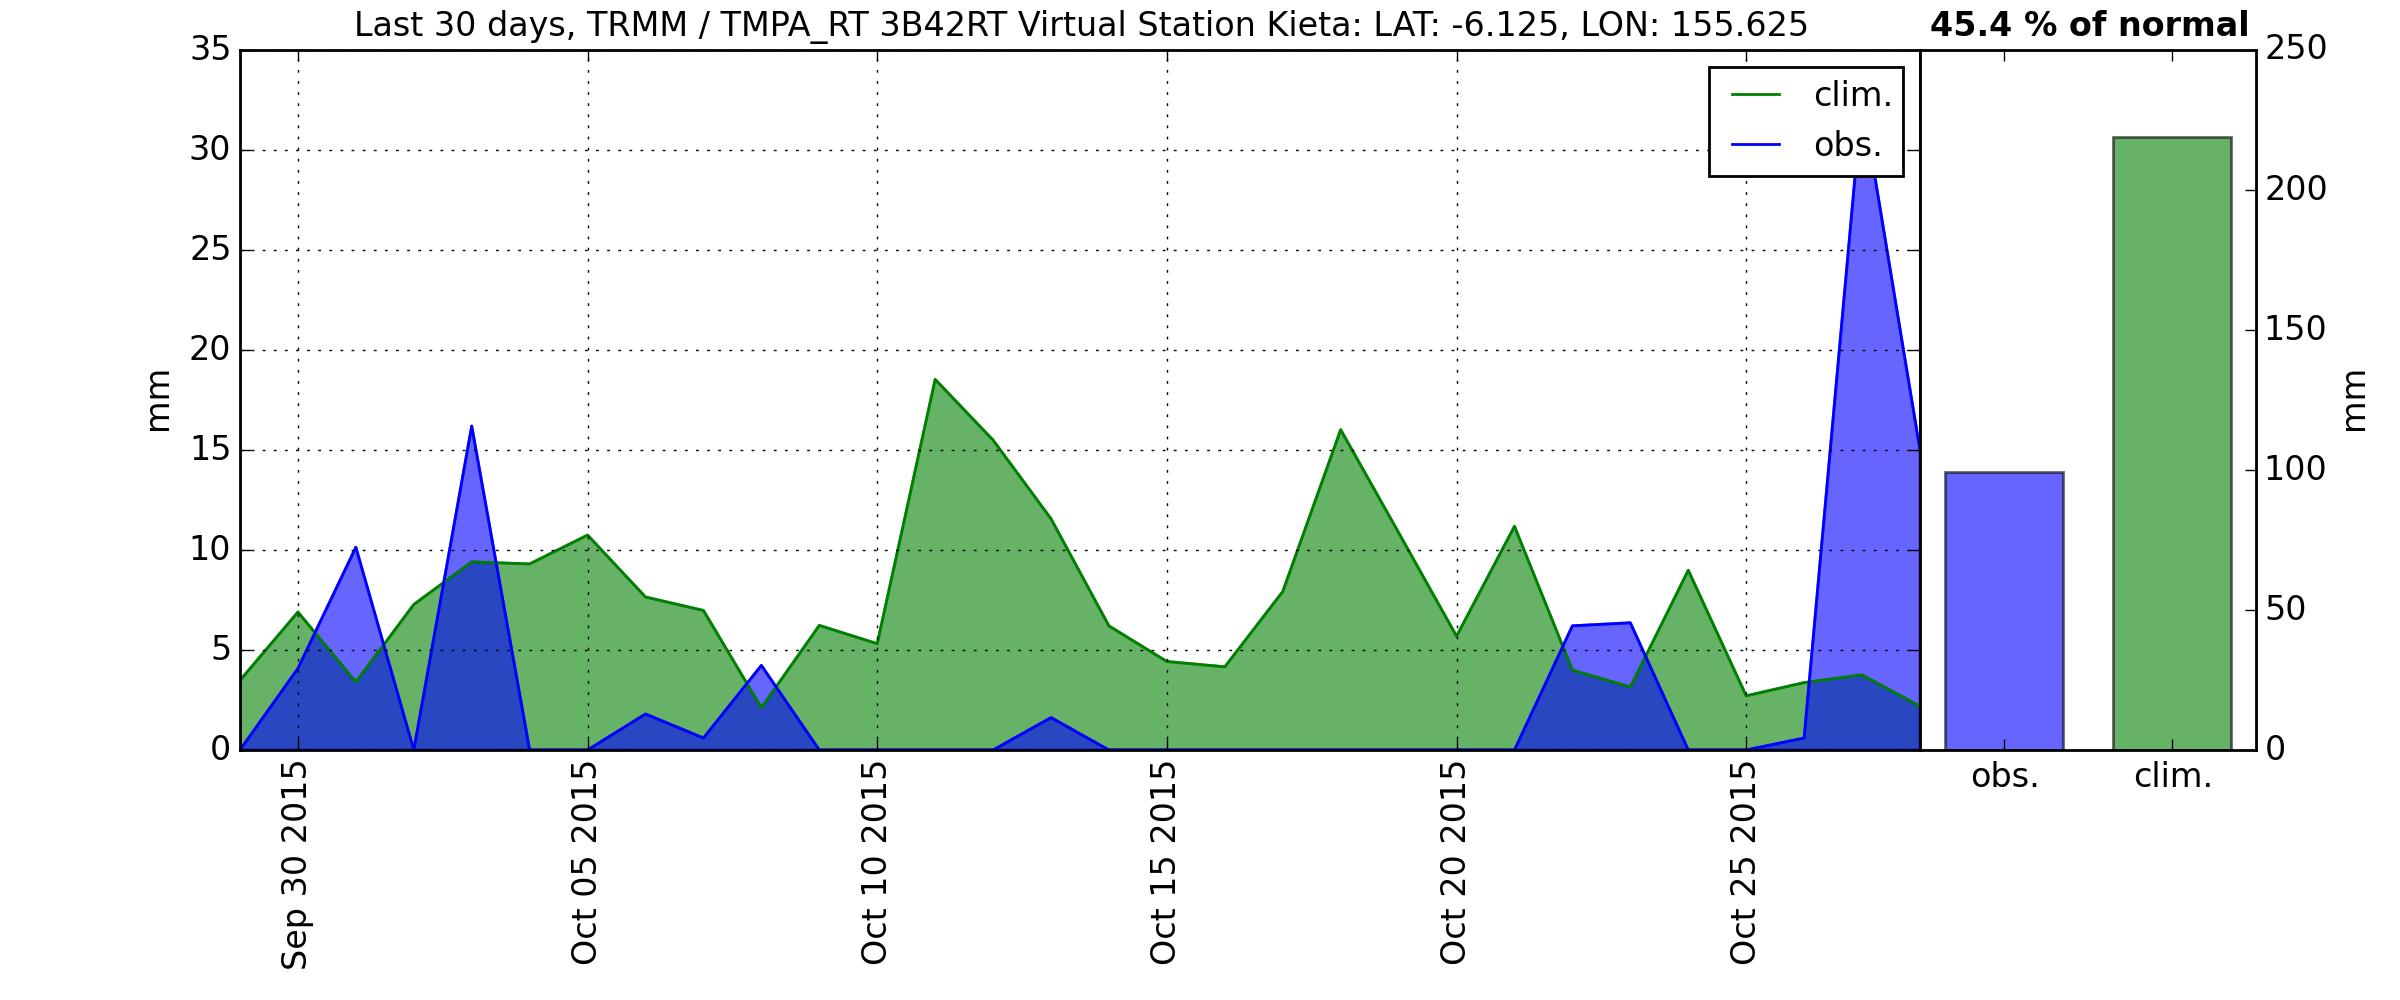 Last 30 days, TRMM / TMPA_RT 3B42RT Virtual Station Kieta: LAT: -6.125, LON: 155.625
45.4 % of normal
35
30
25
20
15
10
5
0
mm
clim.
obs.
250
200
150
100
50
0
mm
Sep 30 2015
Oct 05 2015
Oct 10 2015
Oct 15 2015
Oct 20 2015
Oct 25 2015
obs.
clim.